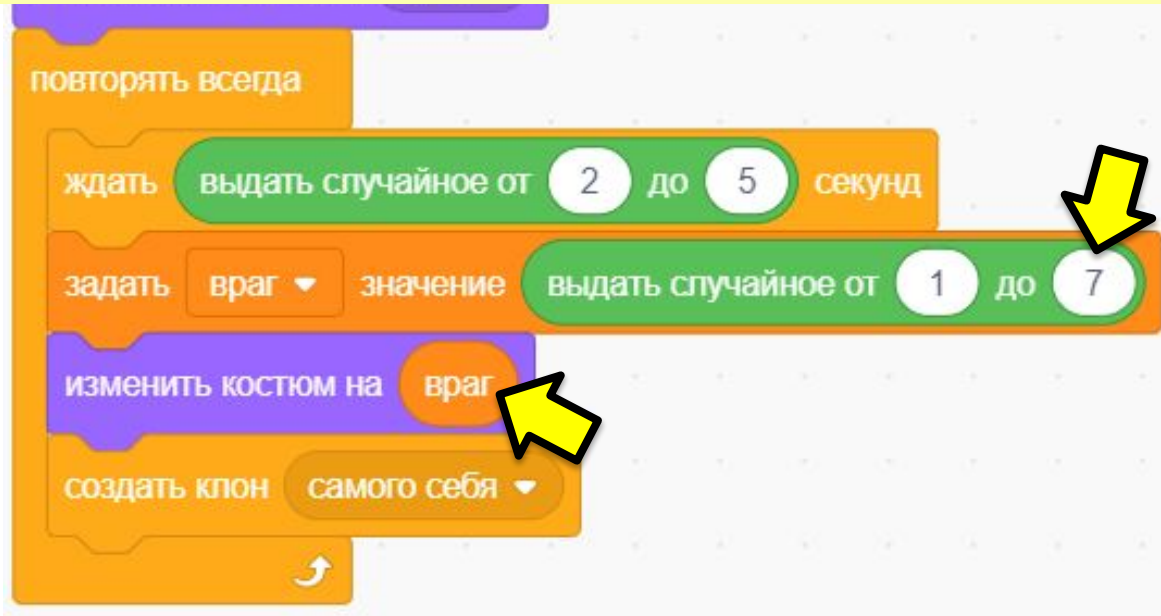 повторять всегда
ждать выдать случайное от 2 до 5 секунд
задать враг значение выдать случайное от 1 до 7
изменить костюм на враг
создать клон самого себя